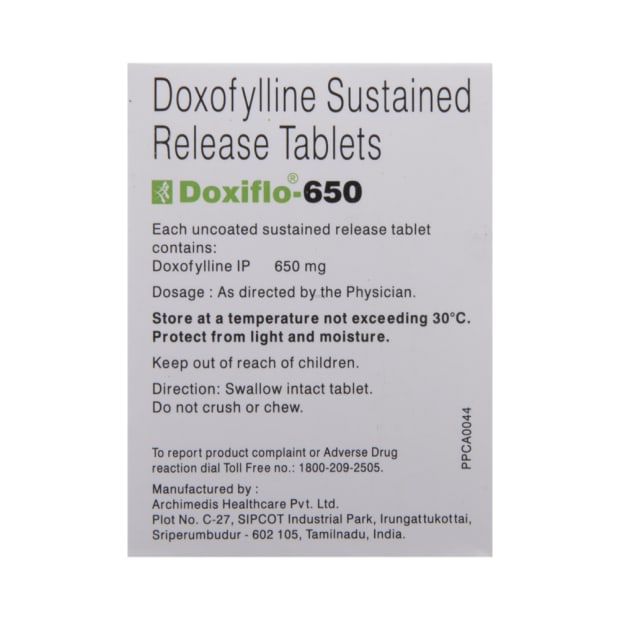 Doxofylline Sustained
Release Tablets
Doxiflo®-650
Each uncoated sustained release tablet
contains:
Doxofylline IP 650 mg
Dosage : As directed by the Physician.
Store at a temperature not exceeding 30°C.
Protect from light and moisture.
Keep out of reach of children.
Direction: Swallow intact tablet.
Do not crush or chew.
To report product complaint or Adverse Drug
reaction dial Toll Free no.: 1800-209-2505.
Manufactured by :
Archimedis Healthcare Pvt. Ltd.
Plot No. C-27, SIPCOT Industrial Park, Irungattukottai,
Sriperumbudur - 602 105, Tamilnadu, India.
PPCA0044